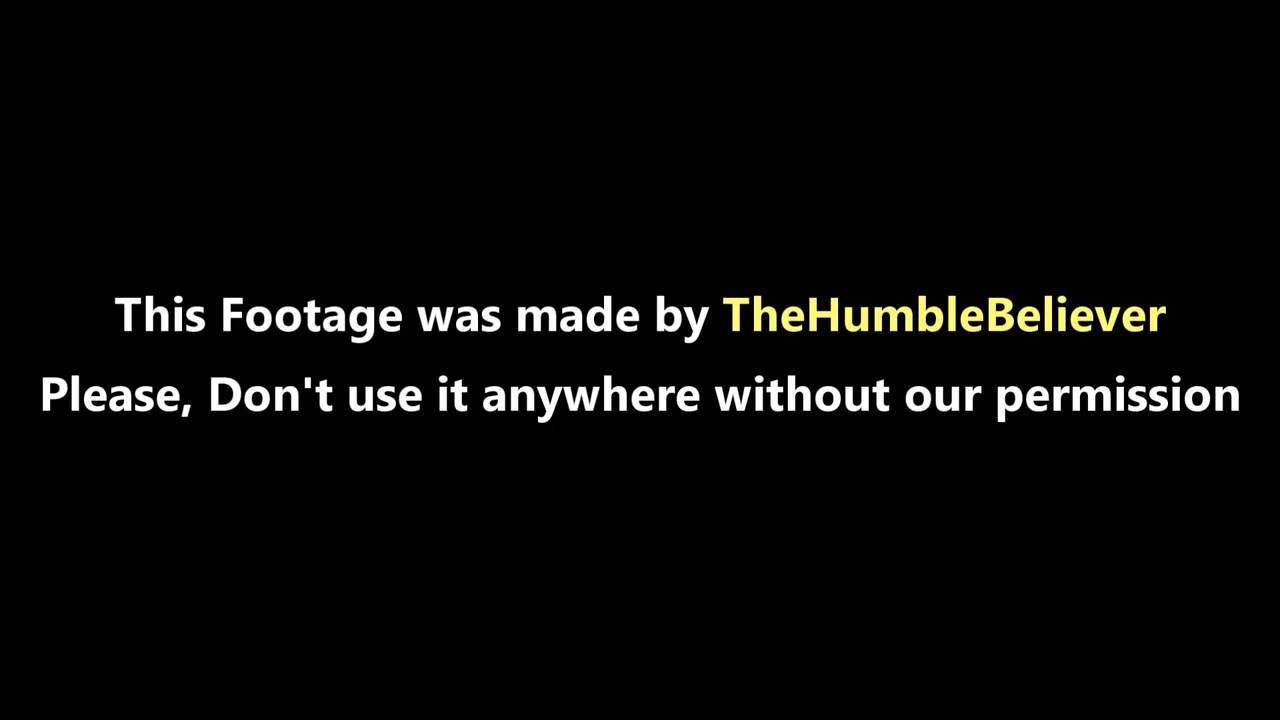 This Footage was made by TheHumbleBeliever
Please, Don't use it anywhere without our permission